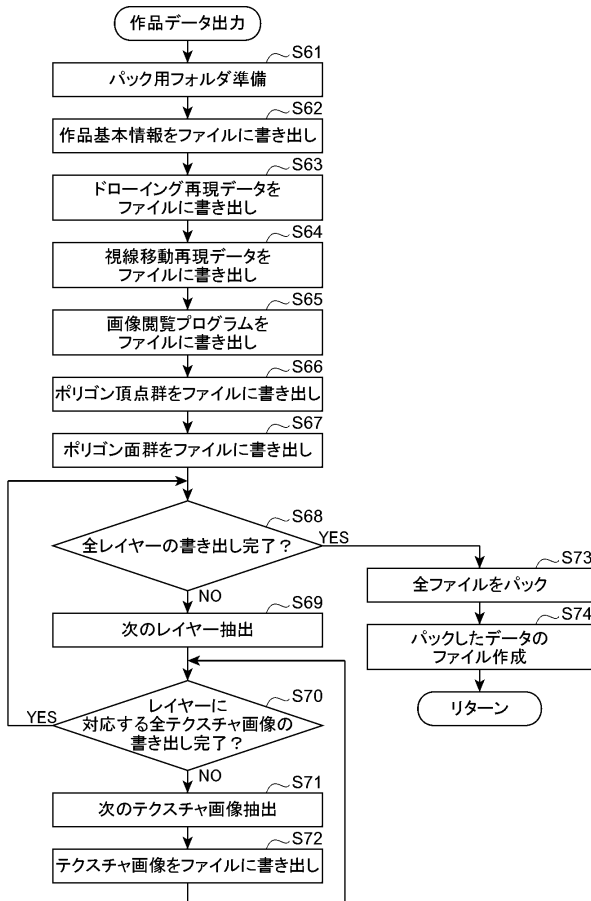 作品データ出力
S61
パック用フォルダ準備
S62
作品基本情報をファイルに書き出し
S63
ドローイング再現データを
ファイルに書き出し
S64
視線移動再現データを
ファイルに書き出し
S65
画像閲覧プログラムを
ファイルに書き出し
S66
ポリゴン頂点群をファイルに書き出し
S67
ポリゴン面群をファイルに書き出し
S68
全レイヤーの書き出し完了？
YES
NO
S69
次のレイヤー抽出
S70
レイヤーに
対応する全テクスチャ画像の
書き出し完了？
YES
NO
S71
次のテクスチャ画像抽出
S72
テクスチャ画像をファイルに書き出し
S73
全ファイルをパック
S74
パックしたデータの
ファイル作成
リターン